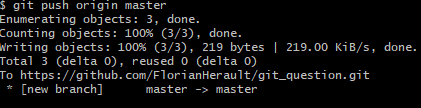 $ git push origin master
Enumerating objects: 3, done.
Counting objects: 100% (3/3), done.
Writing objects: 100% (3/3), 219 bytes | 219.00 KiB/s, done.
Total 3 (delta 0), reused 0 (delta 0)
To https://github.com/FlorianHerault/git_question.git
 * [new branch]      master -> master